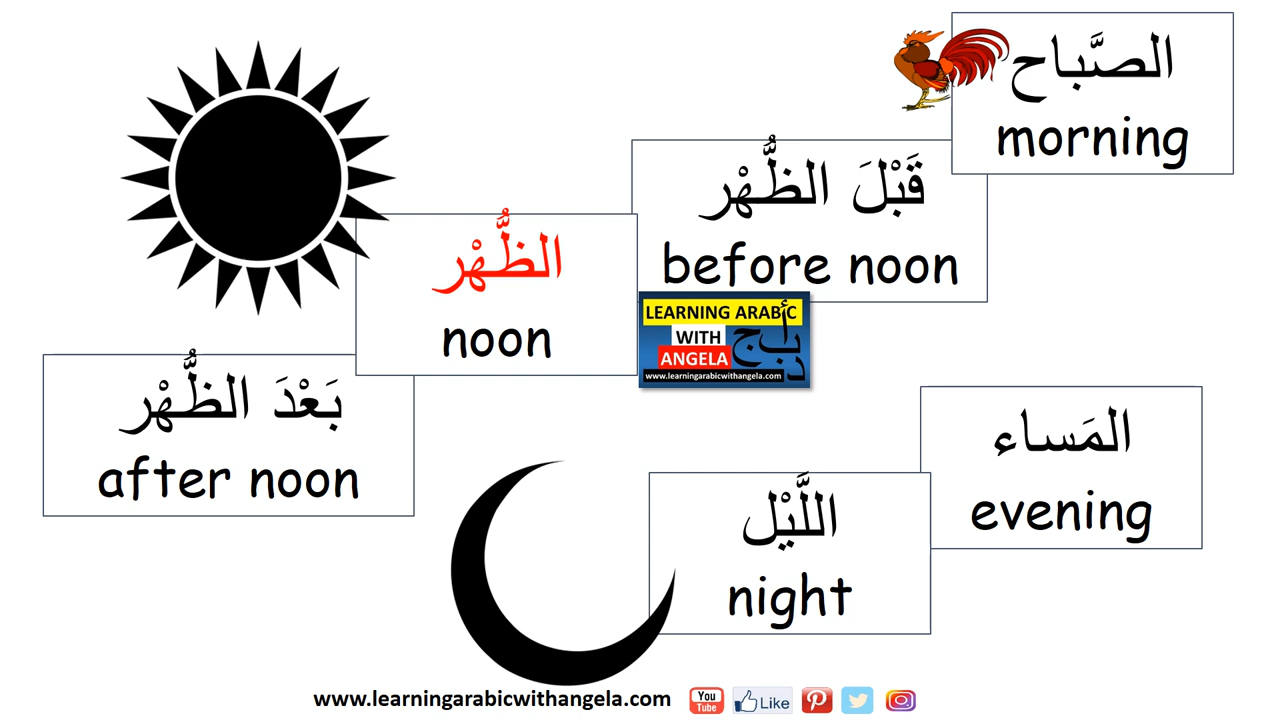 الصَّباح
morning
قَبْلَ الظُّهْر
before noon
الظُّهْر
noon
LEARNING ARABIC
WITH
ANGELA
أ ب ج د
www.learningarabicwithangela.com
بَعْدَ الظُّهْر
after noon
المَساء
evening
اللَّيْل
night
www.learningarabicwithangela.com
You
Tube
Like